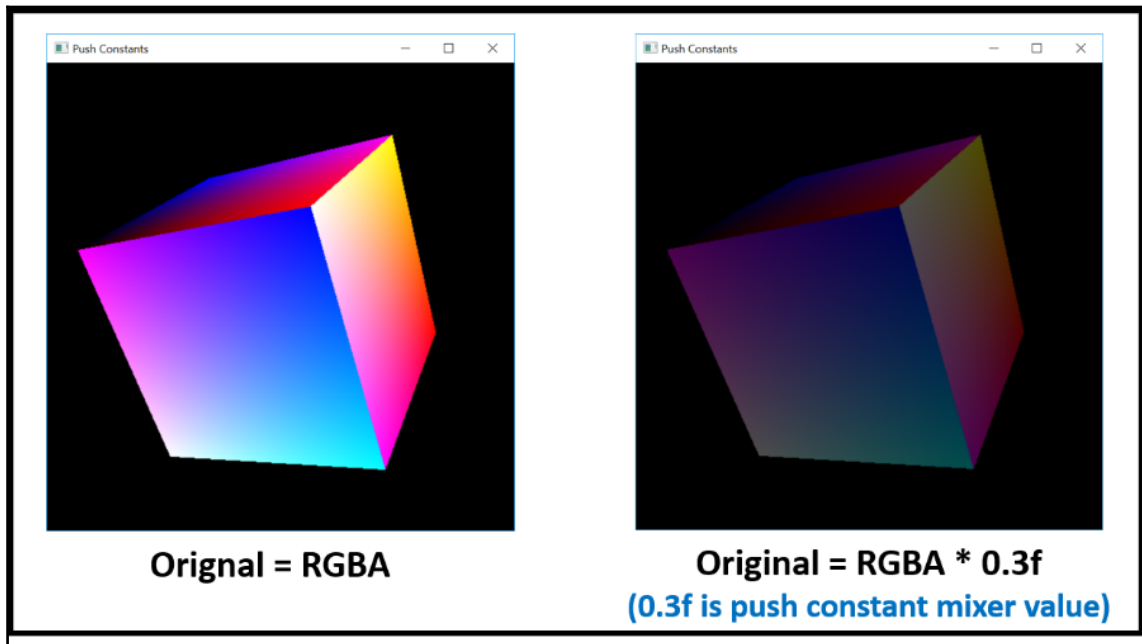 Push Constants
Push Constants
Orignal = RGBA
Original = RGBA * 0.3f
(0.3f is push constant mixer value)